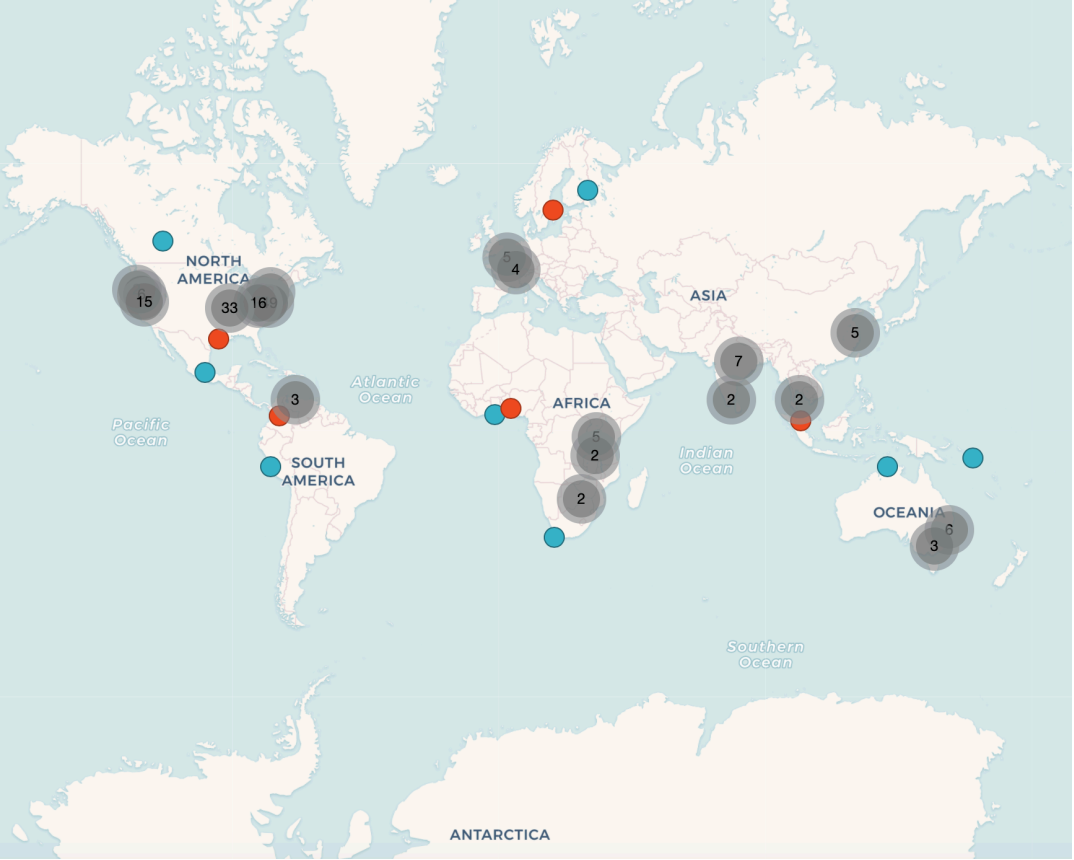 NORTH
AMERICA
15
33
16
9
3
Atlantic
Ocean
Pacific
Ocean
SOUTH
AMERICA
5
4
ASIA
7
5
2
2
AFRICA
5
2
2
Indian
Ocean
OCEANIA
6
3
Southern
Ocean
ANTARCTICA